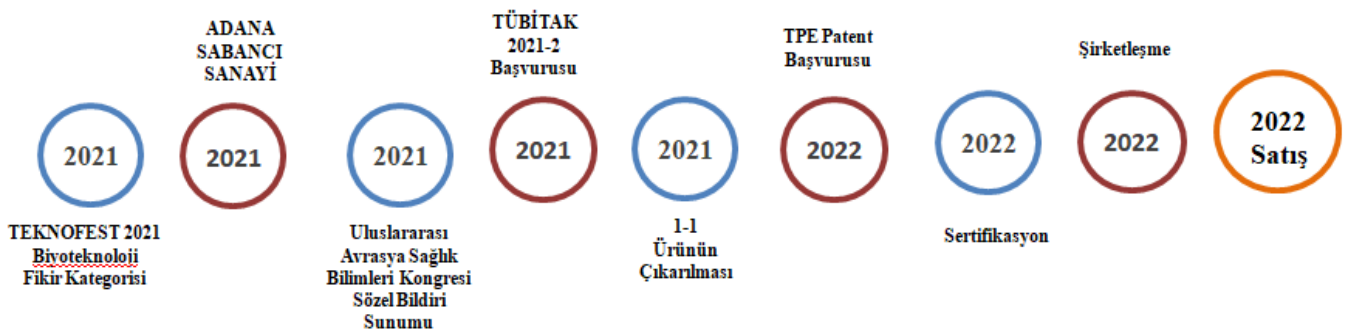 2021
TEKNOFEST 2021
Biyoteknoloji
Fikir Kategorisi
ADANA
SABANCI
SANAYİ
2021
2021
Uluslararası
Avrasya Sağlık
Bilimleri Kongresi
Sözel Bildiri
Sunumu
TÜBİTAK
2021-2
Başvurusu
2021
2021
1-1
Ürünün
Çıkarılması
TPE Patent
Başvurusu
2022
2022
Sertifikasyon
Şirketleşme
2022
2022
Satış